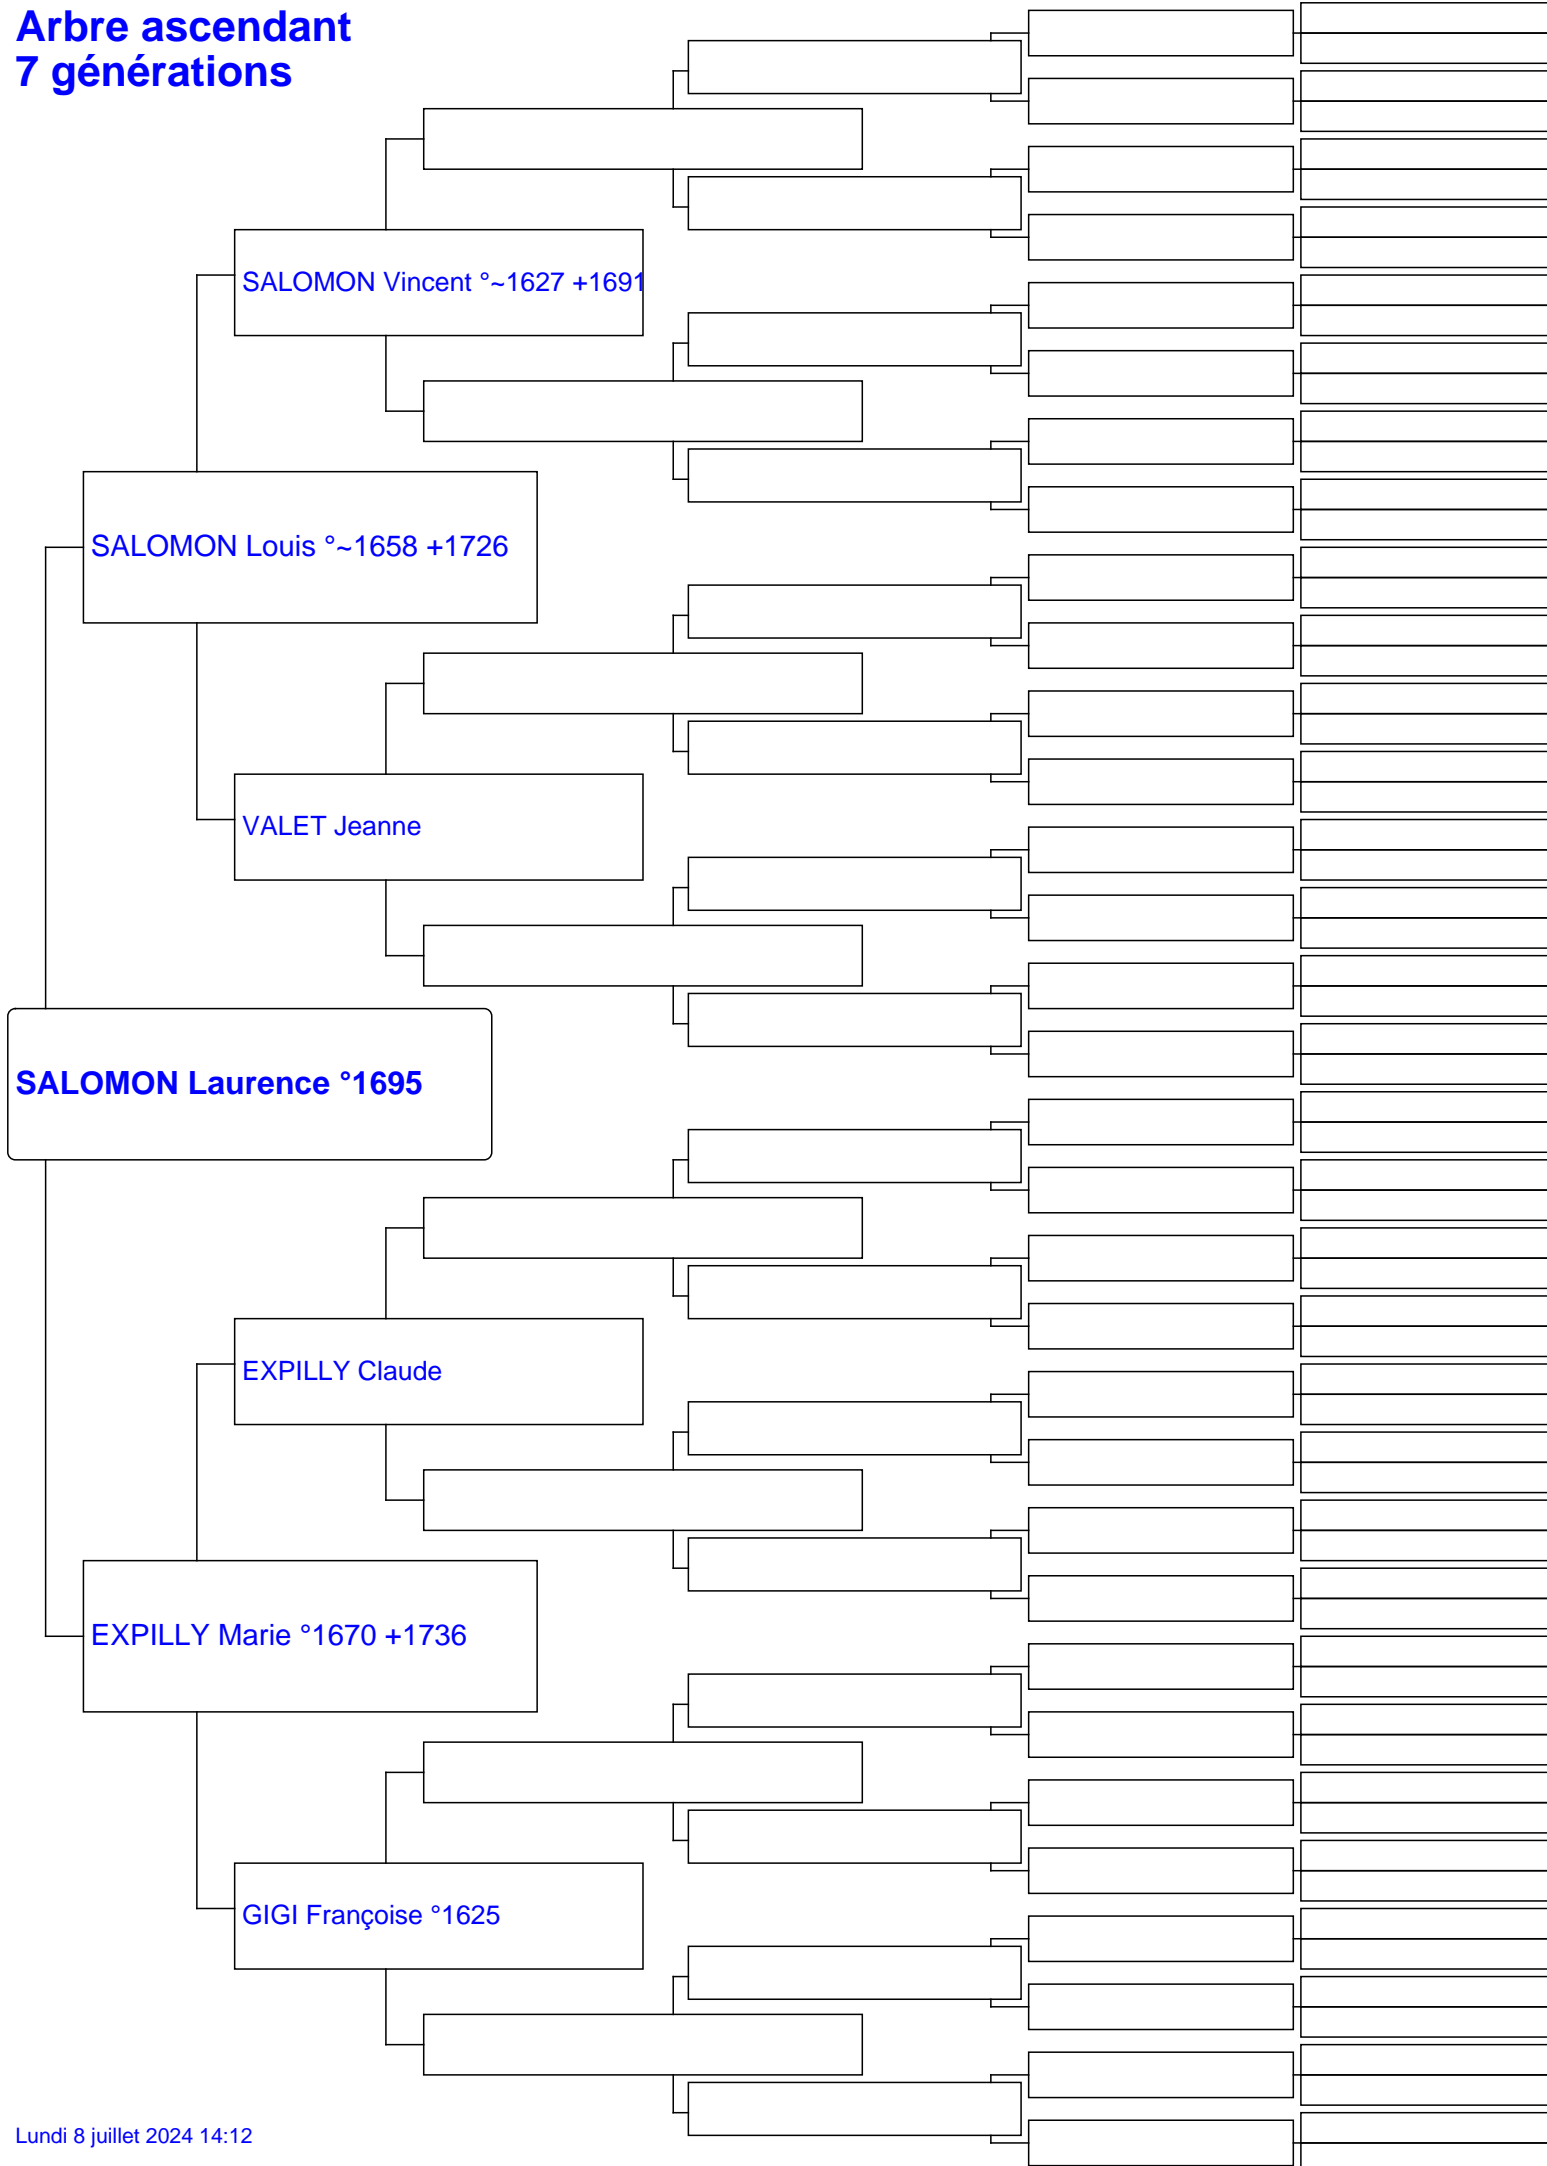 Arbre ascendant
7 générations
SALOMON Vincent °~1627 +1691
SALOMON Louis °~1658 +1726
VALET Jeanne
SALOMON Laurence °1695
EXPILLY Claude
EXPILLY Marie °1670 +1736
GIGI Françoise °1625
Lundi 8 juillet 2024 14:12